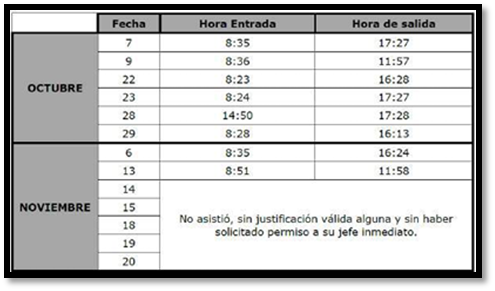 Fecha Hora Entrada Hora de salida
OCTUBRE
7 8:35 17:27
9 8:36 11:57
22 8:23 16:28
23 8:24 17:27
28 14:50 17:28
29 8:28 16:13
NOVIEMBRE
6 8:35 16:24
13 8:51 11:58
14
15
18
19
20
No asistió, sin justificación válida alguna y sin haber
solicitado permiso a su jefe inmediato.